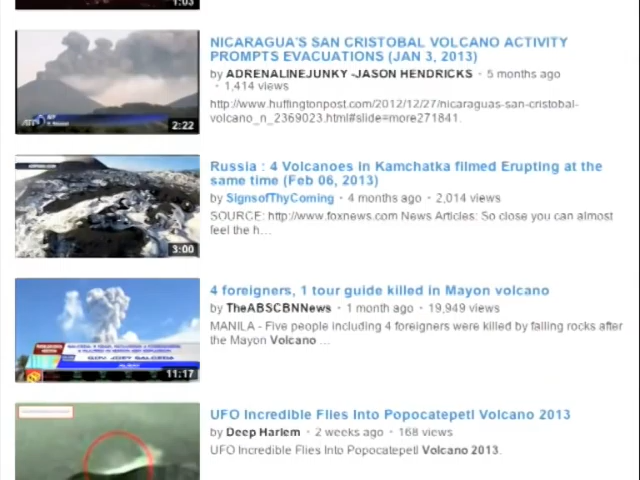 1:03
NICARAGUA'S SAN CRISTOBAL VOLCANO ACTIVITY
PROMPTS EVACUATIONS (JAN 3, 2013)
by ADRENALINEJUNKY -JASON HENDRICKS · 5 months ago
· 1,414 views
http://www.huffingtonpost.com/2012/12/27/nicaraguas-san-cristobal-
volcano_n_2369023.html#slide=more271841.
2:22
Russia : 4 Volcanoes in Kamchatka filmed Erupting at the
same time (Feb 06, 2013)
by SignsofThyComing · 4 months ago · 2,014 views
SOURCE: http://www.foxnews.com News Articles: So close you can almost
feel the h...
3:00
4 foreigners, 1 tour guide killed in Mayon volcano
by TheABSCBNNews · 1 month ago · 19,949 views
MANILA - Five people including 4 foreigners were killed by falling rocks after
the Mayon Volcano ...
GOV. JOEY SALCEDA
ALBAY
11:17
UFO Incredible Flies Into Popocatepetl Volcano 2013
by Deep Harlem · 2 weeks ago · 168 views
UFO Incredible Flies Into Popocatepetl Volcano 2013.